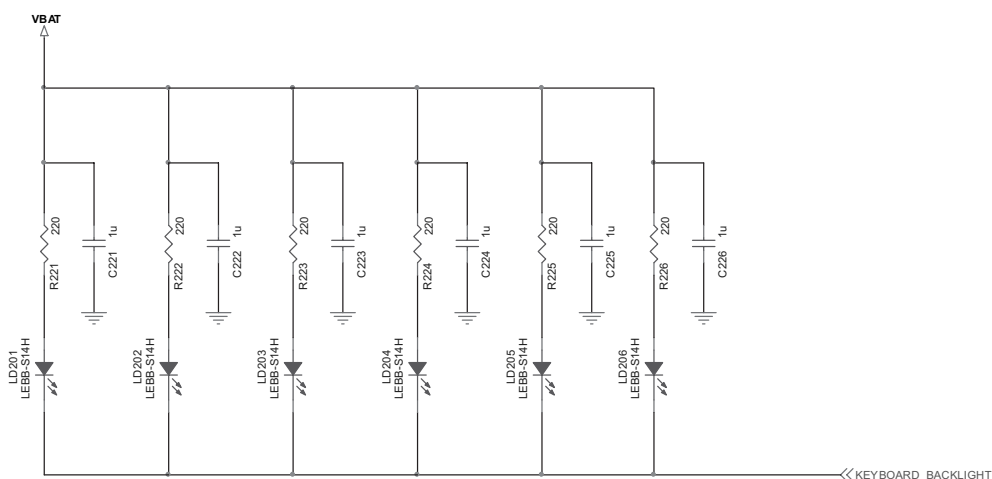 VBAT
220
R221
1u
C221
220
R222
1u
C222
220
R223
1u
C223
220
R224
1u
C224
220
R225
1u
C225
220
R226
1u
C226
LD201
LEBB-S14H
LD202
LEBB-S14H
LD203
LEBB-S14H
LD204
LEBB-S14H
LD205
LEBB-S14H
LD206
LEBB-S14H
KEYBOARD_BACKLIGHT